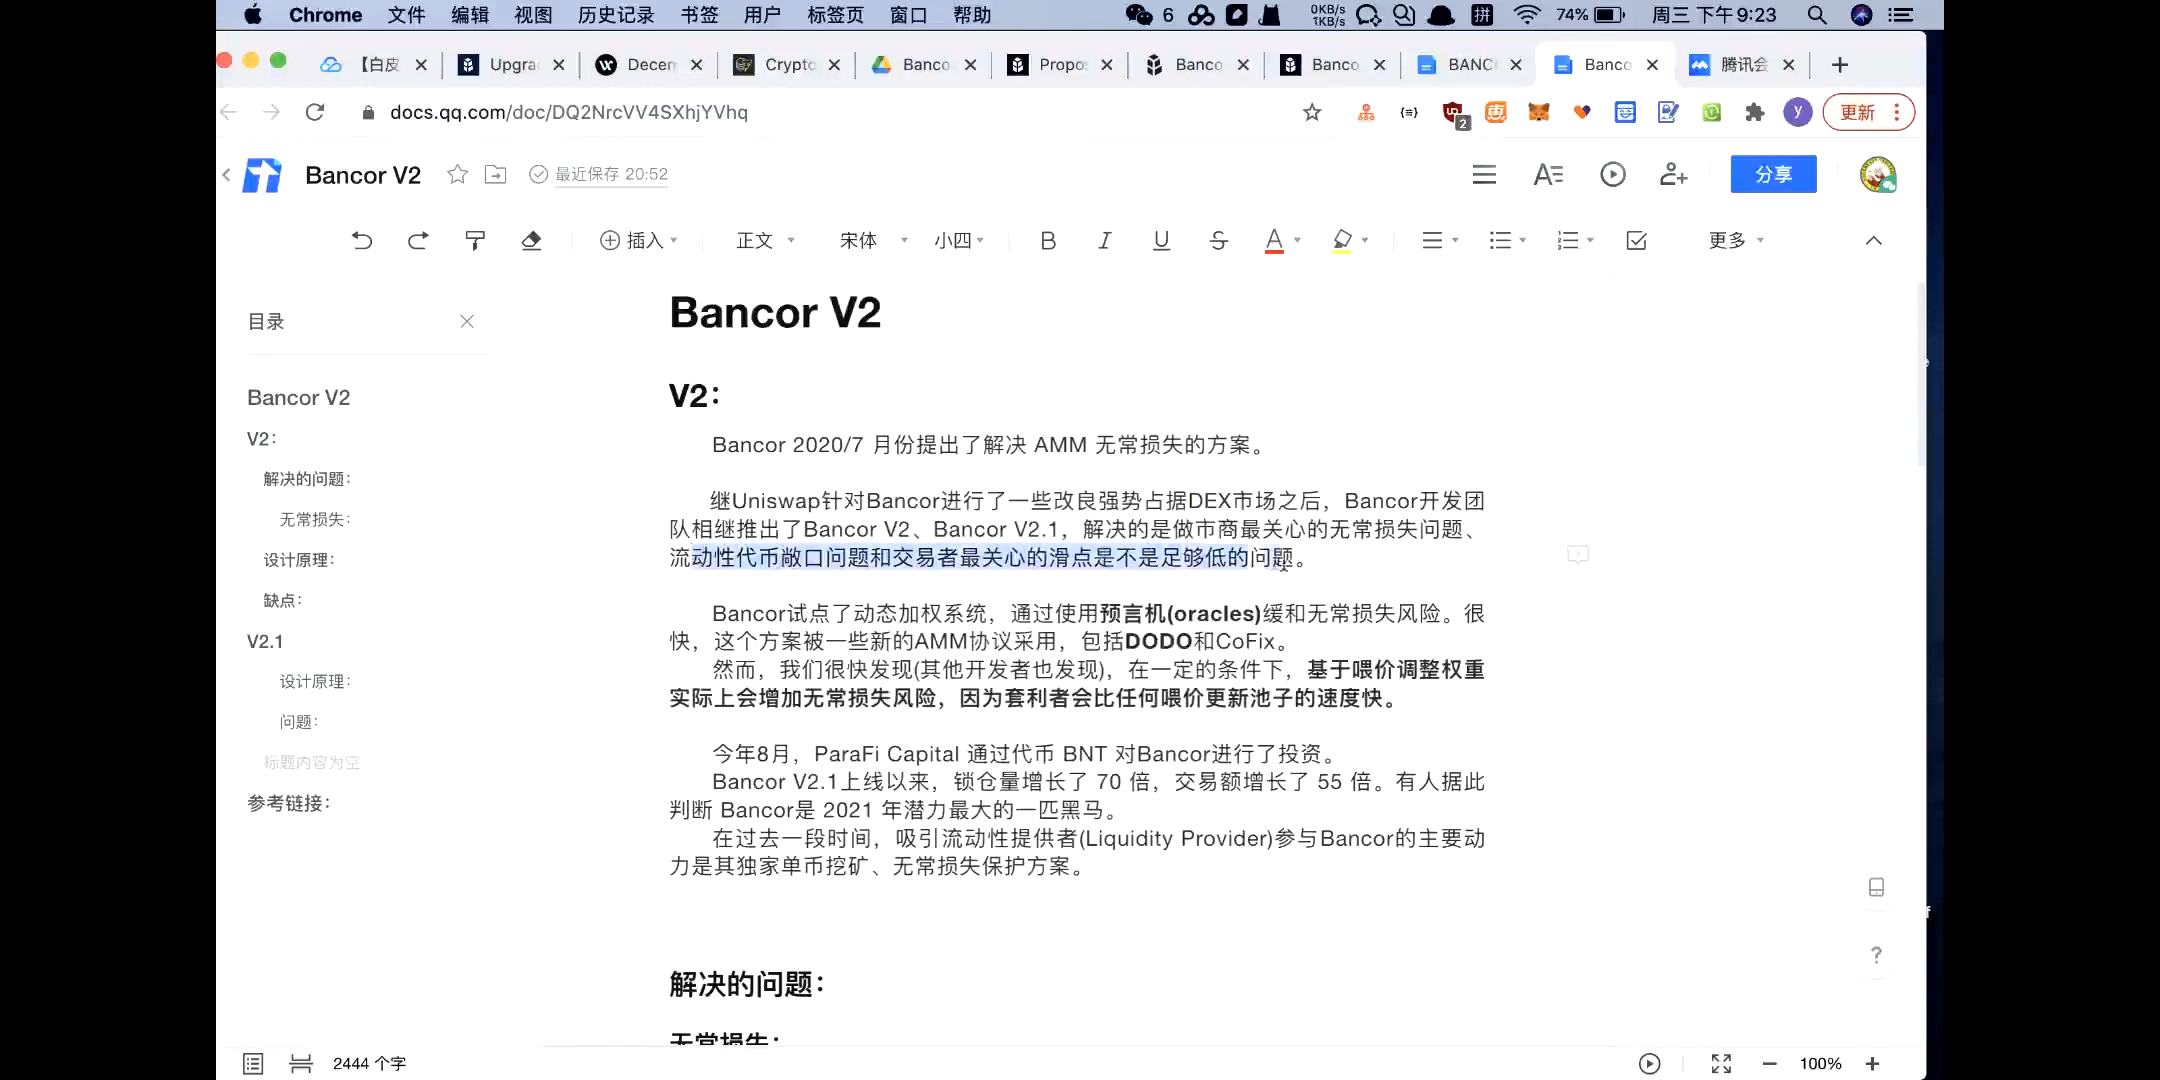 Chrome 文件 编辑 视图 历史记录 书签 用户 标签页 窗口 帮助 6 0KB/s 1KB/s 拼 74% 周三 下午9:23
【白皮 Upgra Decen Crypto Banco Propo Banco Banco BANC Banco 腾讯会
docs.qq.com/doc/DQ2NrcVV4SXhjYVhq 2 惠 y 更新
Bancor V2 最近保存 20:52 分享
插入 正文 宋体 小四 B I U S A 更多
目录
Bancor V2
V2：
解决的问题：
无常损失：
设计原理：
缺点：
V2.1
设计原理：
问题：
标题内容为空
参考链接：
Bancor V2
V2：
Bancor 2020/7 月份提出了解决 AMM 无常损失的方案。
继Uniswap针对Bancor进行了一些改良强势占据DEX市场之后，Bancor开发团
队相继推出了Bancor V2、Bancor V2.1，解决的是做市商最关心的无常损失问题、
流动性代币敞口问题和交易者最关心的滑点是不是足够低的问题。
Bancor试点了动态加权系统，通过使用预言机(oracles)缓和无常损失风险。很
快，这个方案被一些新的AMM协议采用，包括DODO和CoFix。
然而，我们很快发现(其他开发者也发现)，在一定的条件下，基于喂价调整权重
实际上会增加无常损失风险，因为套利者会比任何喂价更新池子的速度快。
今年8月，ParaFi Capital 通过代币 BNT 对Bancor进行了投资。
Bancor V2.1上线以来，锁仓量增长了 70 倍，交易额增长了 55 倍。有人据此
判断 Bancor是 2021 年潜力最大的一匹黑马。
在过去一段时间，吸引流动性提供者(Liquidity Provider)参与Bancor的主要动
力是其独家单币挖矿、无常损失保护方案。
解决的问题：
无常损失：
2444 个字 100%